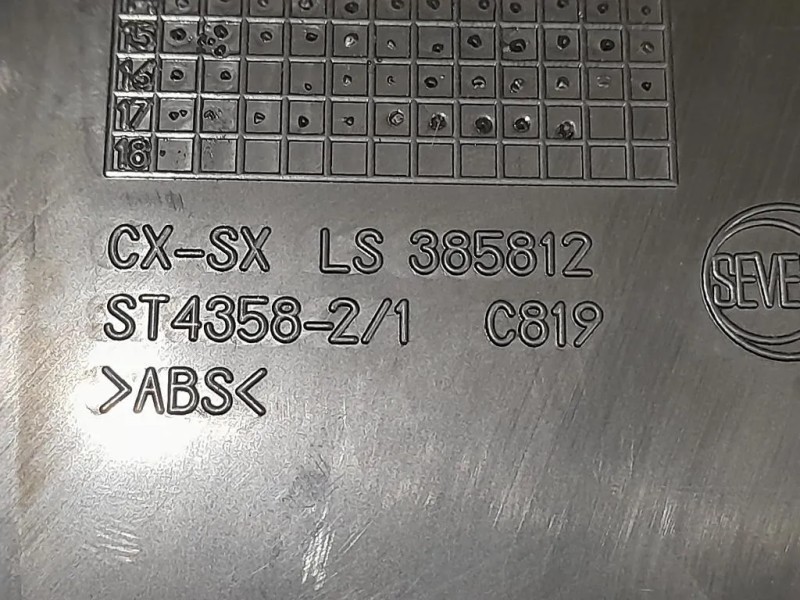 15
16
17
18
CX-SX LS 385812
ST4358-2/1 C819
>ABS<
SEVE